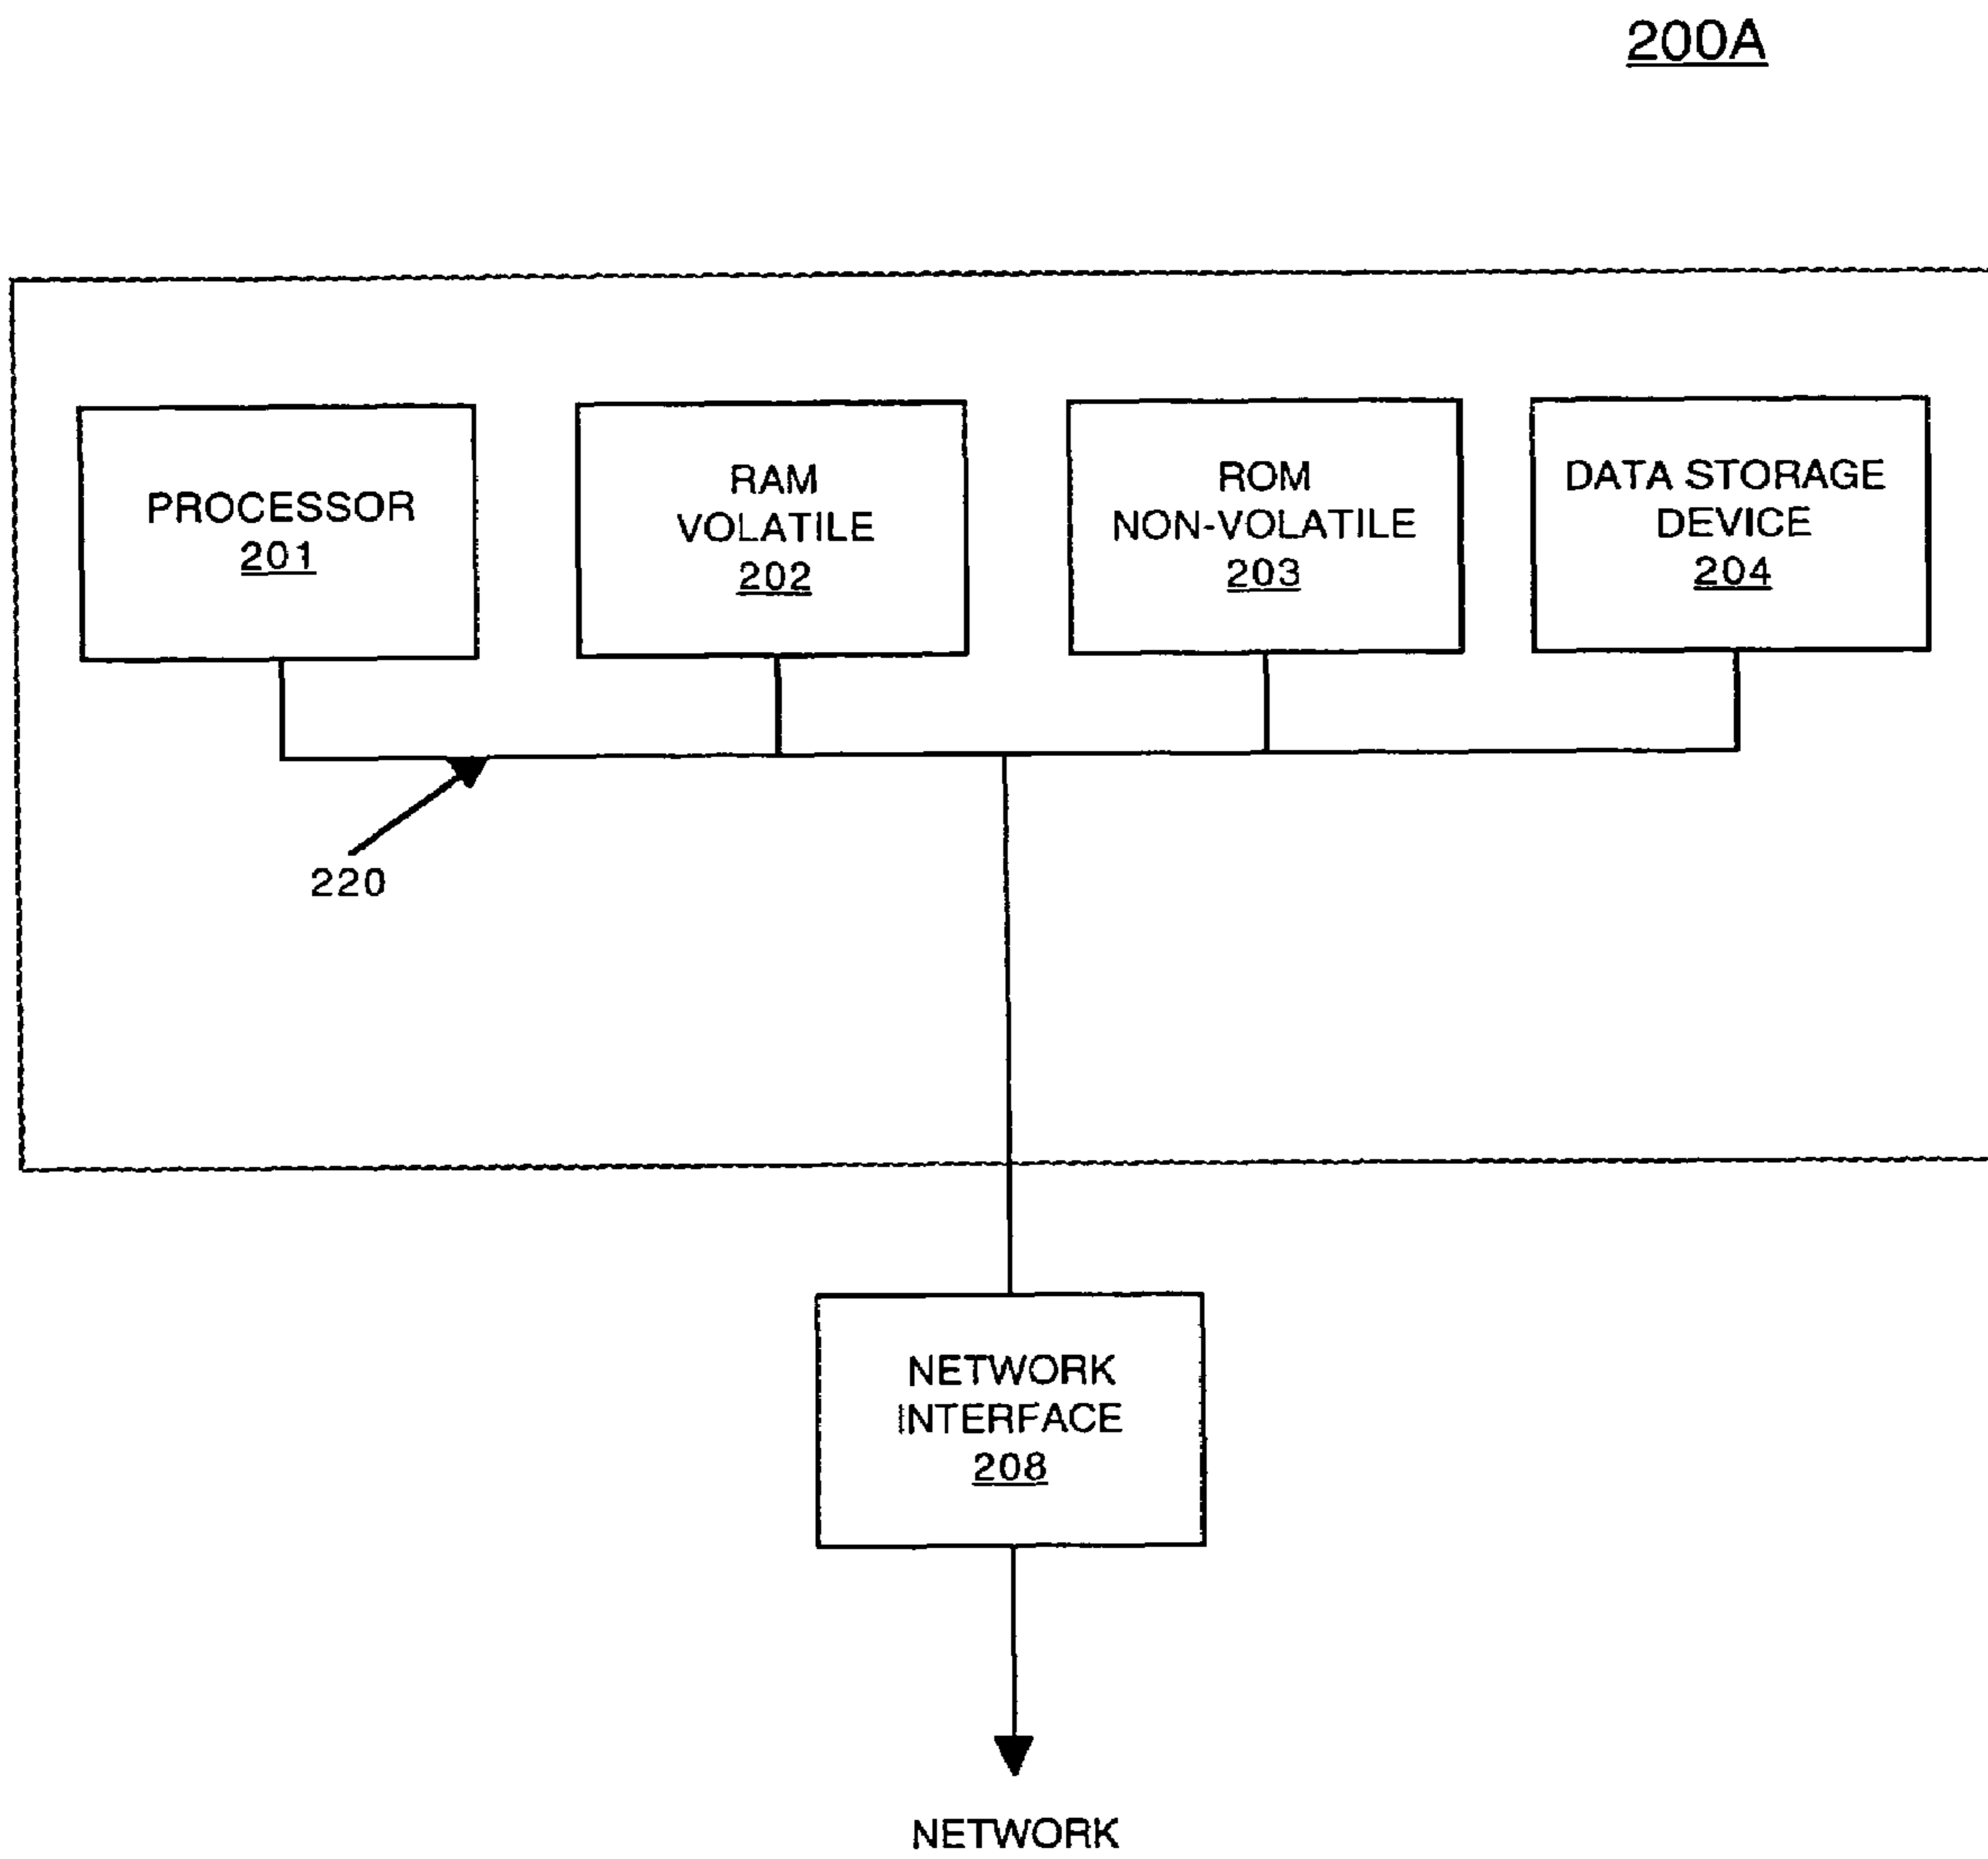 200A
PROCESSOR
201
RAM
VOLATILE
202
ROM
NON-VOLATILE
203
DATA STORAGE
DEVICE
204
220
NETWORK
INTERFACE
208
NETWORK